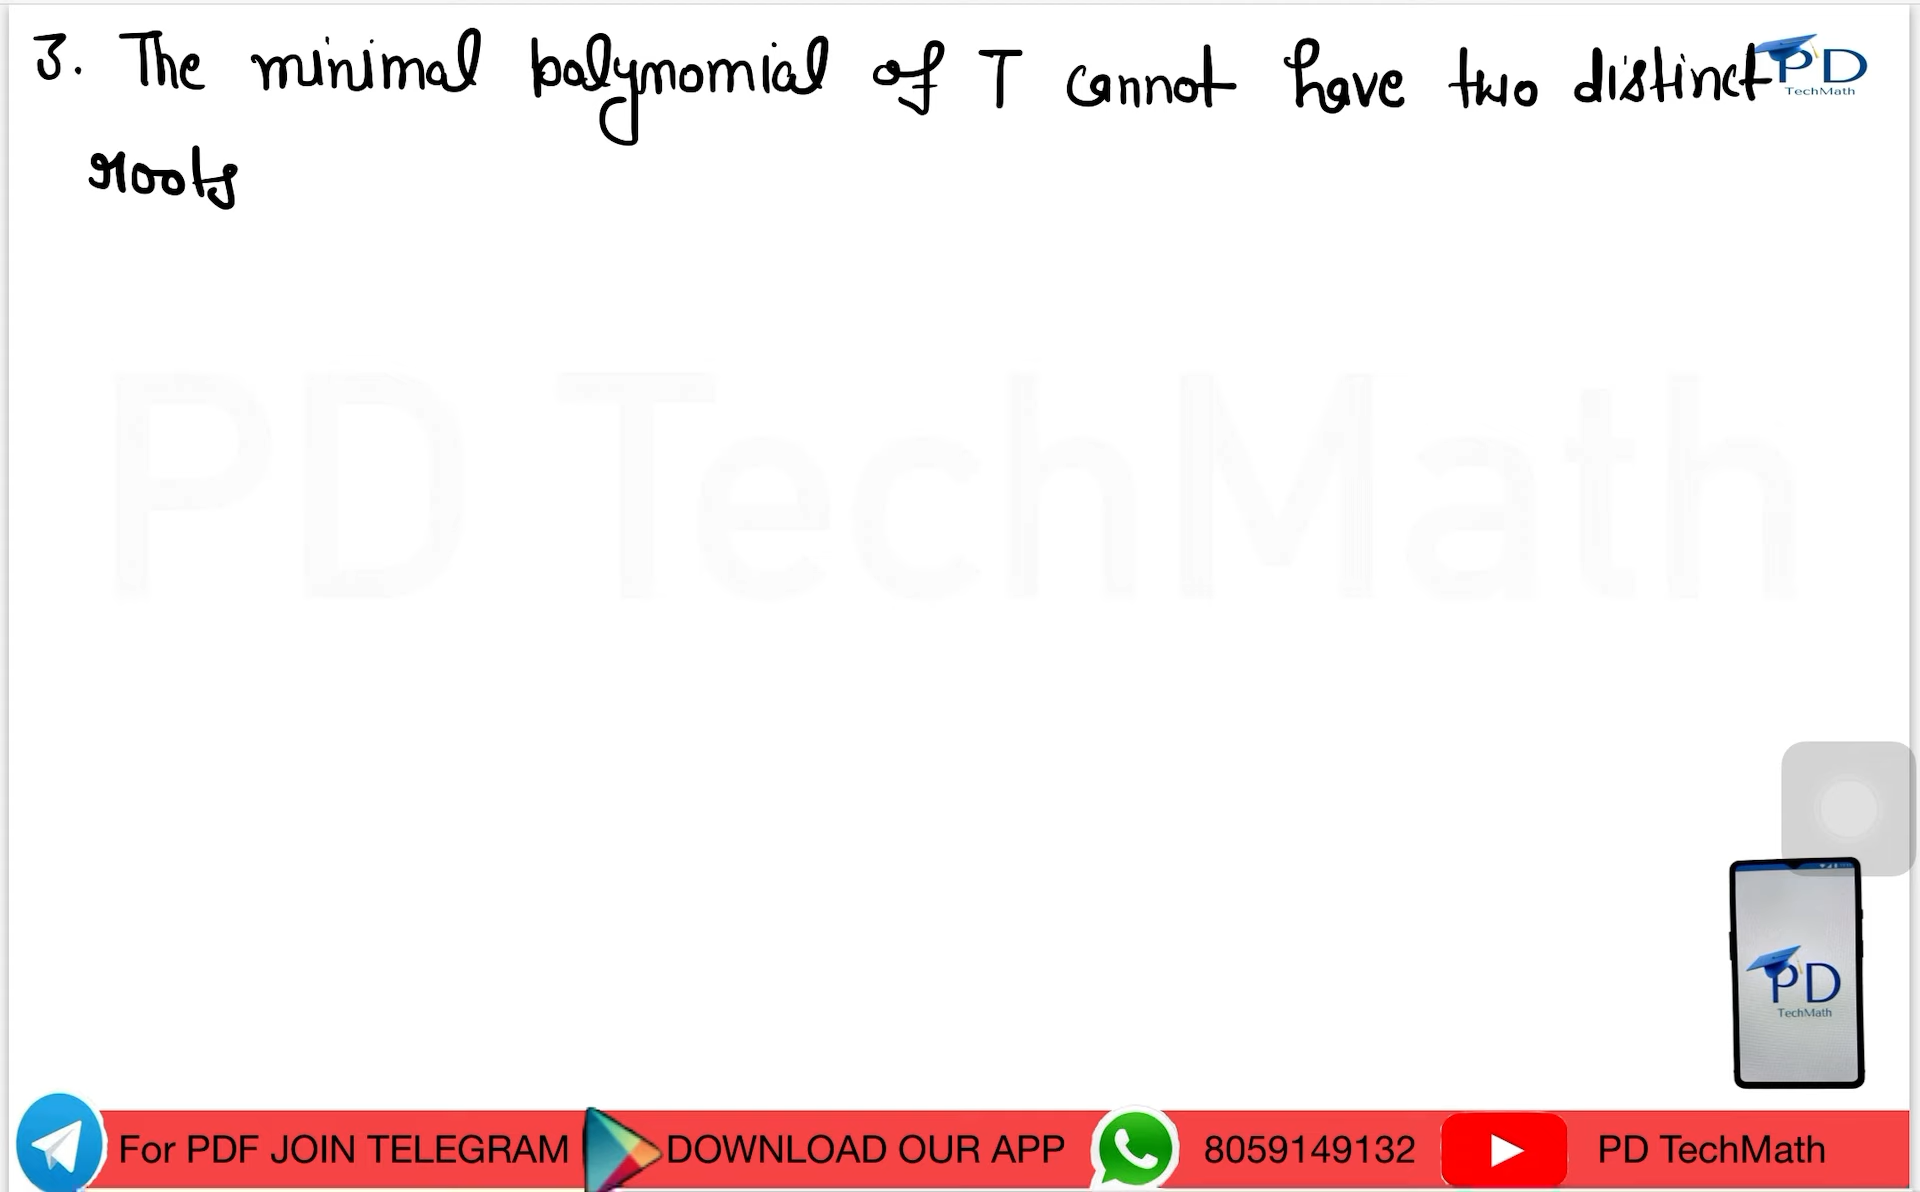 3. The minimal polynomial of T cannot have two distinct
roots
PD
TechMath
PD TechMath
PD
TechMath
For PDF JOIN TELEGRAM
DOWNLOAD OUR APP
8059149132
PD TechMath